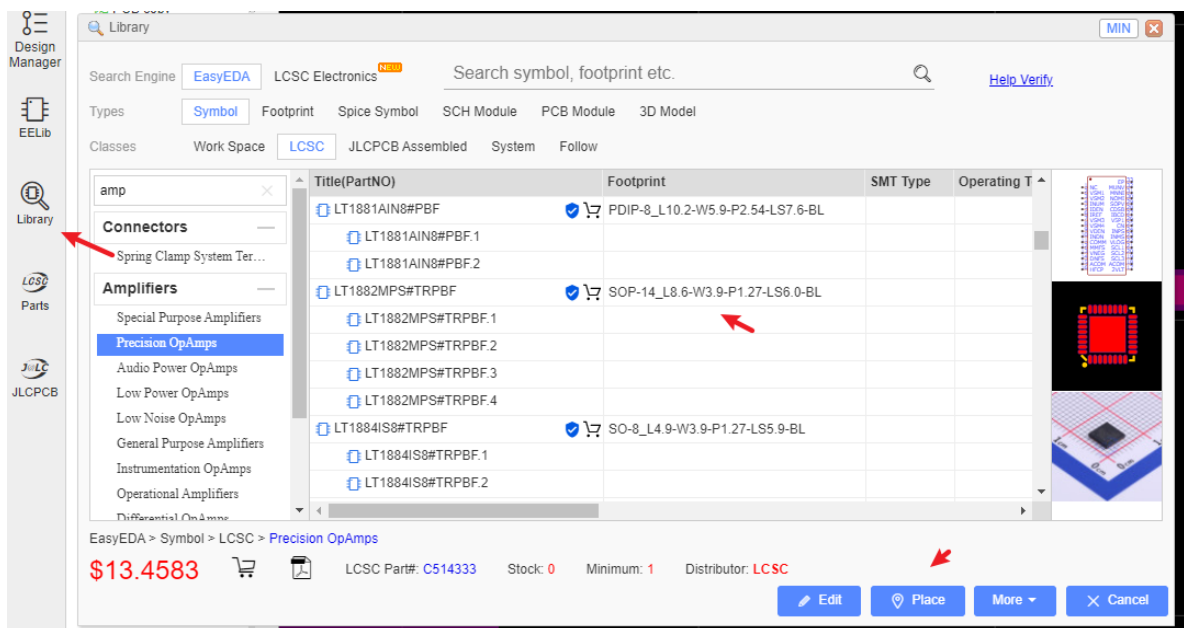 Design
Manager
EELib
Library
LCSC
Parts
JLCPCB
Library
MIN
Search Engine EasyEDA LCSC Electronics NEW Search symbol, footprint etc. Help Verify
Types Symbol Footprint Spice Symbol SCH Module PCB Module 3D Model
Classes Work Space LCSC JLCPCB Assembled System Follow
amp
Connectors
Spring Clamp System Ter...
Amplifiers
Special Purpose Amplifiers
Precision OpAmps
Audio Power OpAmps
Low Power OpAmps
Low Noise OpAmps
General Purpose Amplifiers
Instrumentation OpAmps
Operational Amplifiers
Differential OpAmps
Title(PartNO) Footprint SMT Type Operating T
LT1881AIN8#PBF PDIP-8_L10.2-W5.9-P2.54-LS7.6-BL
LT1881AIN8#PBF.1
LT1881AIN8#PBF.2
LT1882MPS#TRPBF SOP-14_L8.6-W3.9-P1.27-LS6.0-BL
LT1882MPS#TRPBF.1
LT1882MPS#TRPBF.2
LT1882MPS#TRPBF.3
LT1882MPS#TRPBF.4
LT1884IS8#TRPBF SO-8_L4.9-W3.9-P1.27-LS5.9-BL
LT1884IS8#TRPBF.1
LT1884IS8#TRPBF.2
EasyEDA > Symbol > LCSC > Precision OpAmps
$13.4583 LCSC Part#: C514333 Stock: 0 Minimum: 1 Distributor: LCSC
Edit Place More Cancel